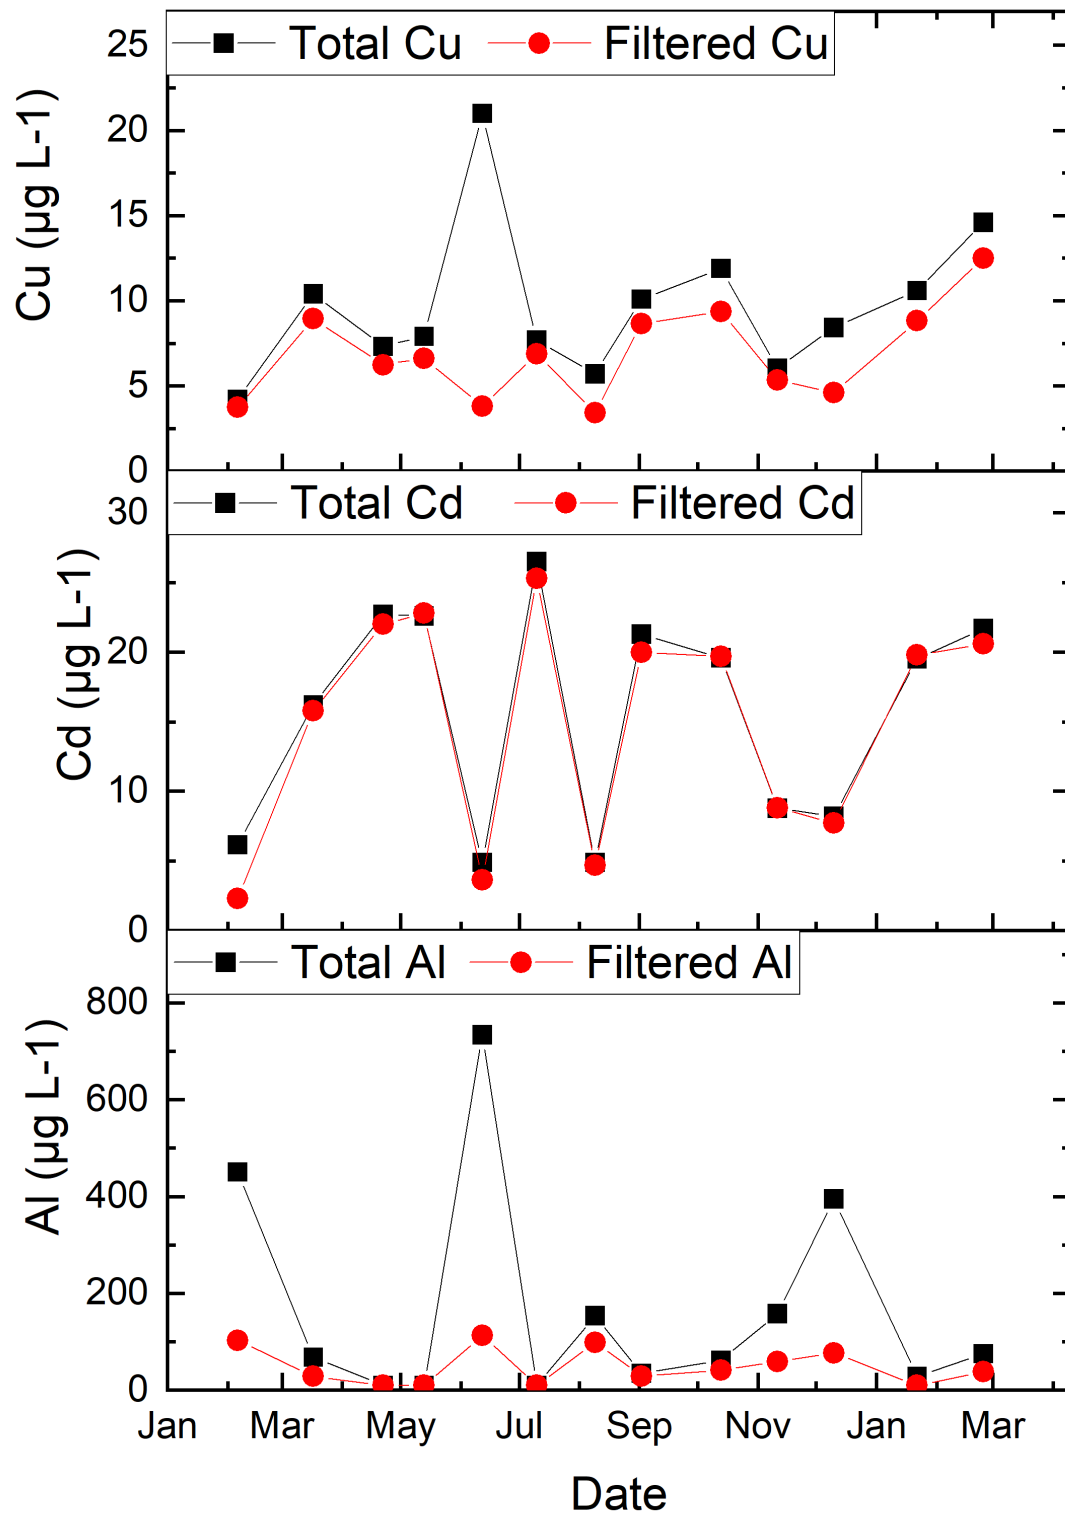 Total Cu Filtered Cu
25
20
15
10
5
0
Cu (µg L-1)
Total Cd Filtered Cd
30
20
10
0
Cd (µg L-1)
Total Al Filtered Al
800
600
400
200
0
Al (µg L-1)
Jan Mar May Jul Sep Nov Jan Mar
Date